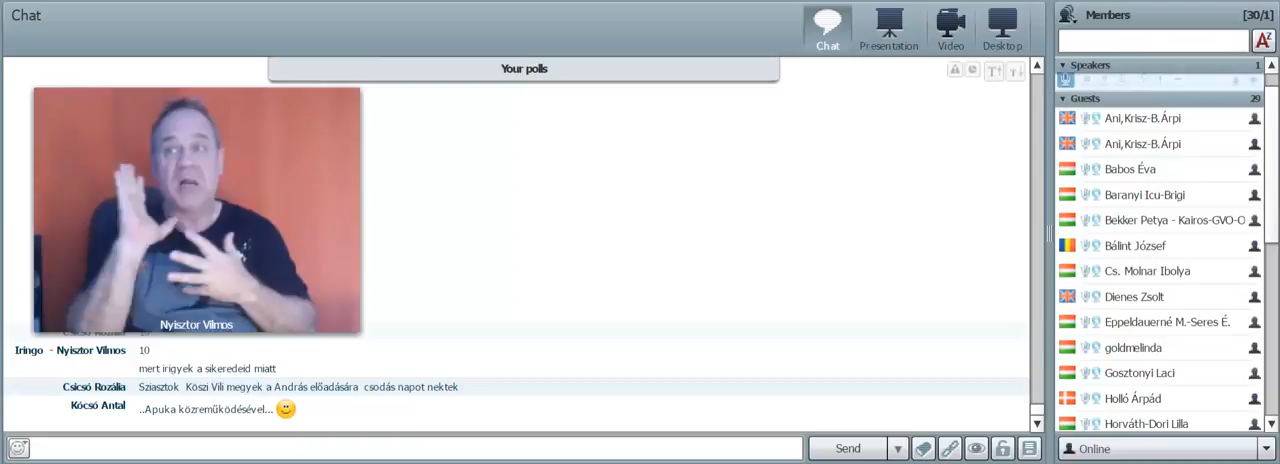 Chat
Chat
Presentation
Video
Desktop
Your polls
Nyisztor Vilmos
Iringo - Nyisztor Vilmos 10
mert irigyek a sikereid miatt
Csicsó Rozália Sziasztok Köszi Vili megyek a András előadására csodás napot nektek
Kócsó Antal ..Apuka közreműködésével...
Send
Members [30/1]
Speakers 1
Guests 29
Ani,Krisz-B.Árpi
Ani,Krisz-B.Árpi
Babos Éva
Baranyi Icu-Brigi
Bekker Petya - Kairos-GVO-O
Bálint József
Cs. Molnar Ibolya
Dienes Zsolt
Eppeldauerné M.-Seres É.
goldmelinda
Gosztonyi Laci
Holló Árpád
Horváth-Dori Lilla
Online